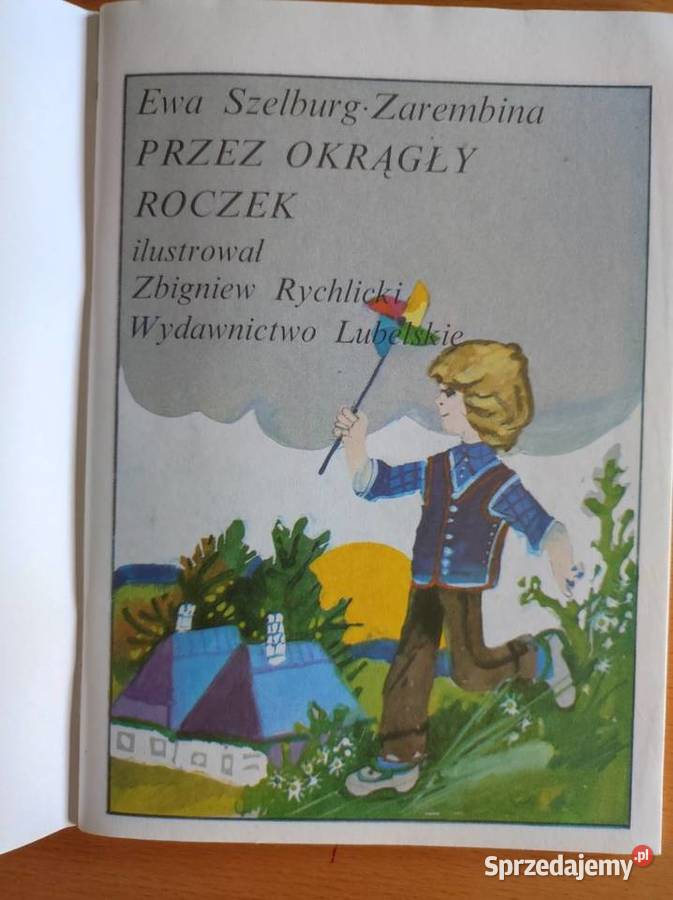 Ewa Szelburg-Zarembina
PRZEZ OKRĄGŁY
ROCZEK
ilustrował
Zbigniew Rychlicki
Wydawnictwo Lubelskie
Sprzedajemy.pl